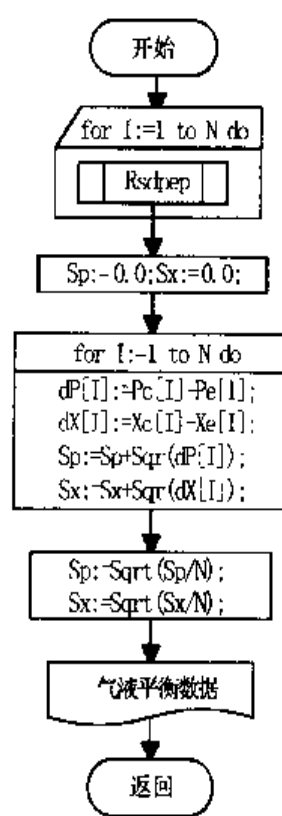 开始
for I:=1 to N do
Rsdpep
Sp:=0.0;Sx:=0.0;
for I:=1 to N do
dP[I]:=Pc[I]-Pe[I];
dX[I]:=Xc[I]-Xe[I];
Sp:=Sp+Sqr(dP[I]);
Sx:=Sx+Sqr(dX[I]);
Sp:=Sqrt(Sp/N);
Sx:=Sqrt(Sx/N);
气液平衡数据
返回